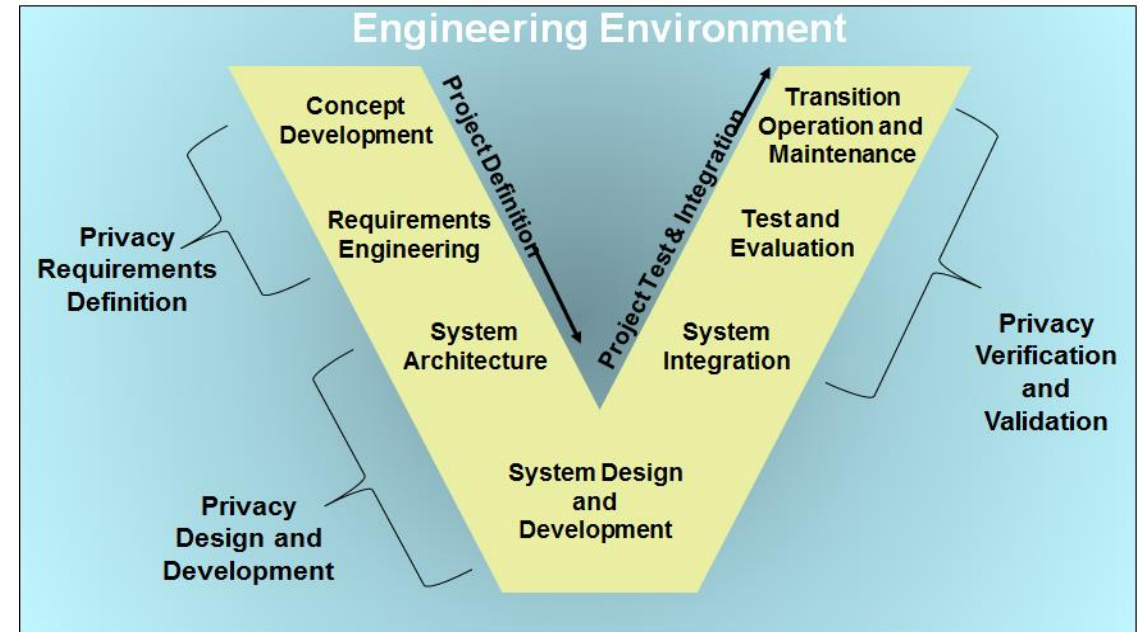 Engineering Environment
Concept
Development
Requirements
Engineering
System
Architecture
System Design
and
Development
System
Integration
Test and
Evaluation
Transition
Operation and
Maintenance
Project Definition
Project Test & Integration
Privacy
Requirements
Definition
Privacy
Design and
Development
Privacy
Verification
and
Validation